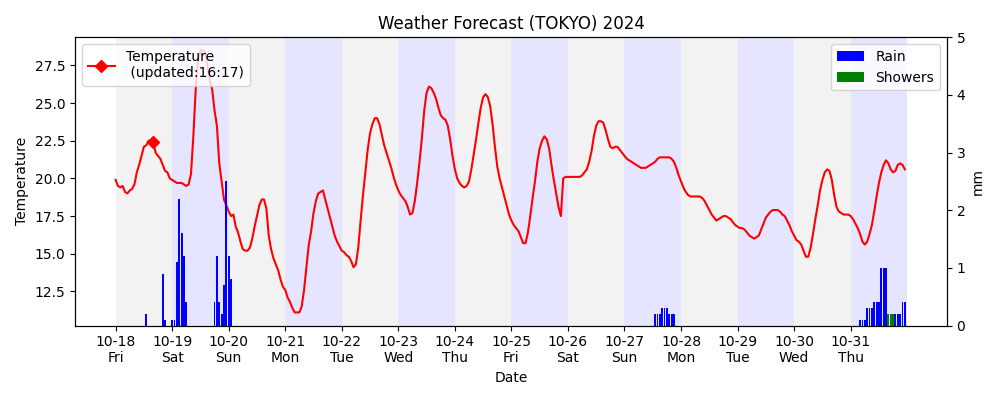 Weather Forecast (TOKYO) 2024
Temperature
(updated:16:17)
Rain
Showers
27.5
25.0
22.5
20.0
17.5
15.0
12.5
Temperature
5
4
3
2
1
0
mm
10-18 10-19 10-20 10-21 10-22 10-23 10-24 10-25 10-26 10-27 10-28 10-29 10-30 10-31
Fri Sat Sun Mon Tue Wed Thu Fri Sat Sun Mon Tue Wed Thu
Date